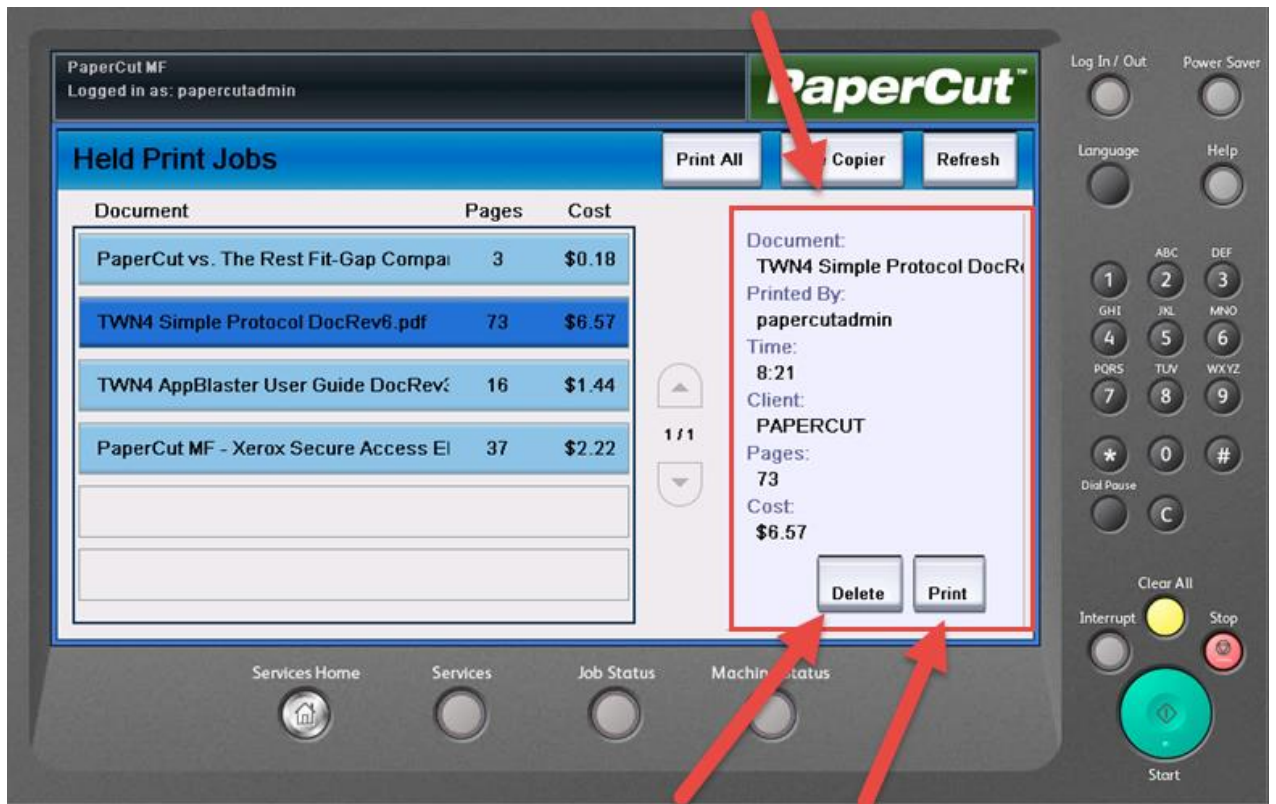 PaperCut MF
Logged in as: papercutadmin
PaperCut™
Held Print Jobs
Print All
Copier
Refresh
Document Pages Cost
PaperCut vs. The Rest Fit-Gap Compa 3 $0.18
TWN4 Simple Protocol DocRev6.pdf 73 $6.57
TWN4 AppBlaster User Guide DocRev 16 $1.44
PaperCut MF - Xerox Secure Access El 37 $2.22
1/1
Document:
TWN4 Simple Protocol DocRe
Printed By:
papercutadmin
Time:
8:21
Client:
PAPERCUT
Pages:
73
Cost:
$6.57
Delete
Print
Services Home
Services
Job Status
Machine Status
Log In / Out
Power Saver
Language
Help
ABC DEF
1 2 3
GHI JKL MNO
4 5 6
PQRS TUV WXYZ
7 8 9
* 0 #
Dial Pause
C
Clear All
Interrupt
Stop
Start